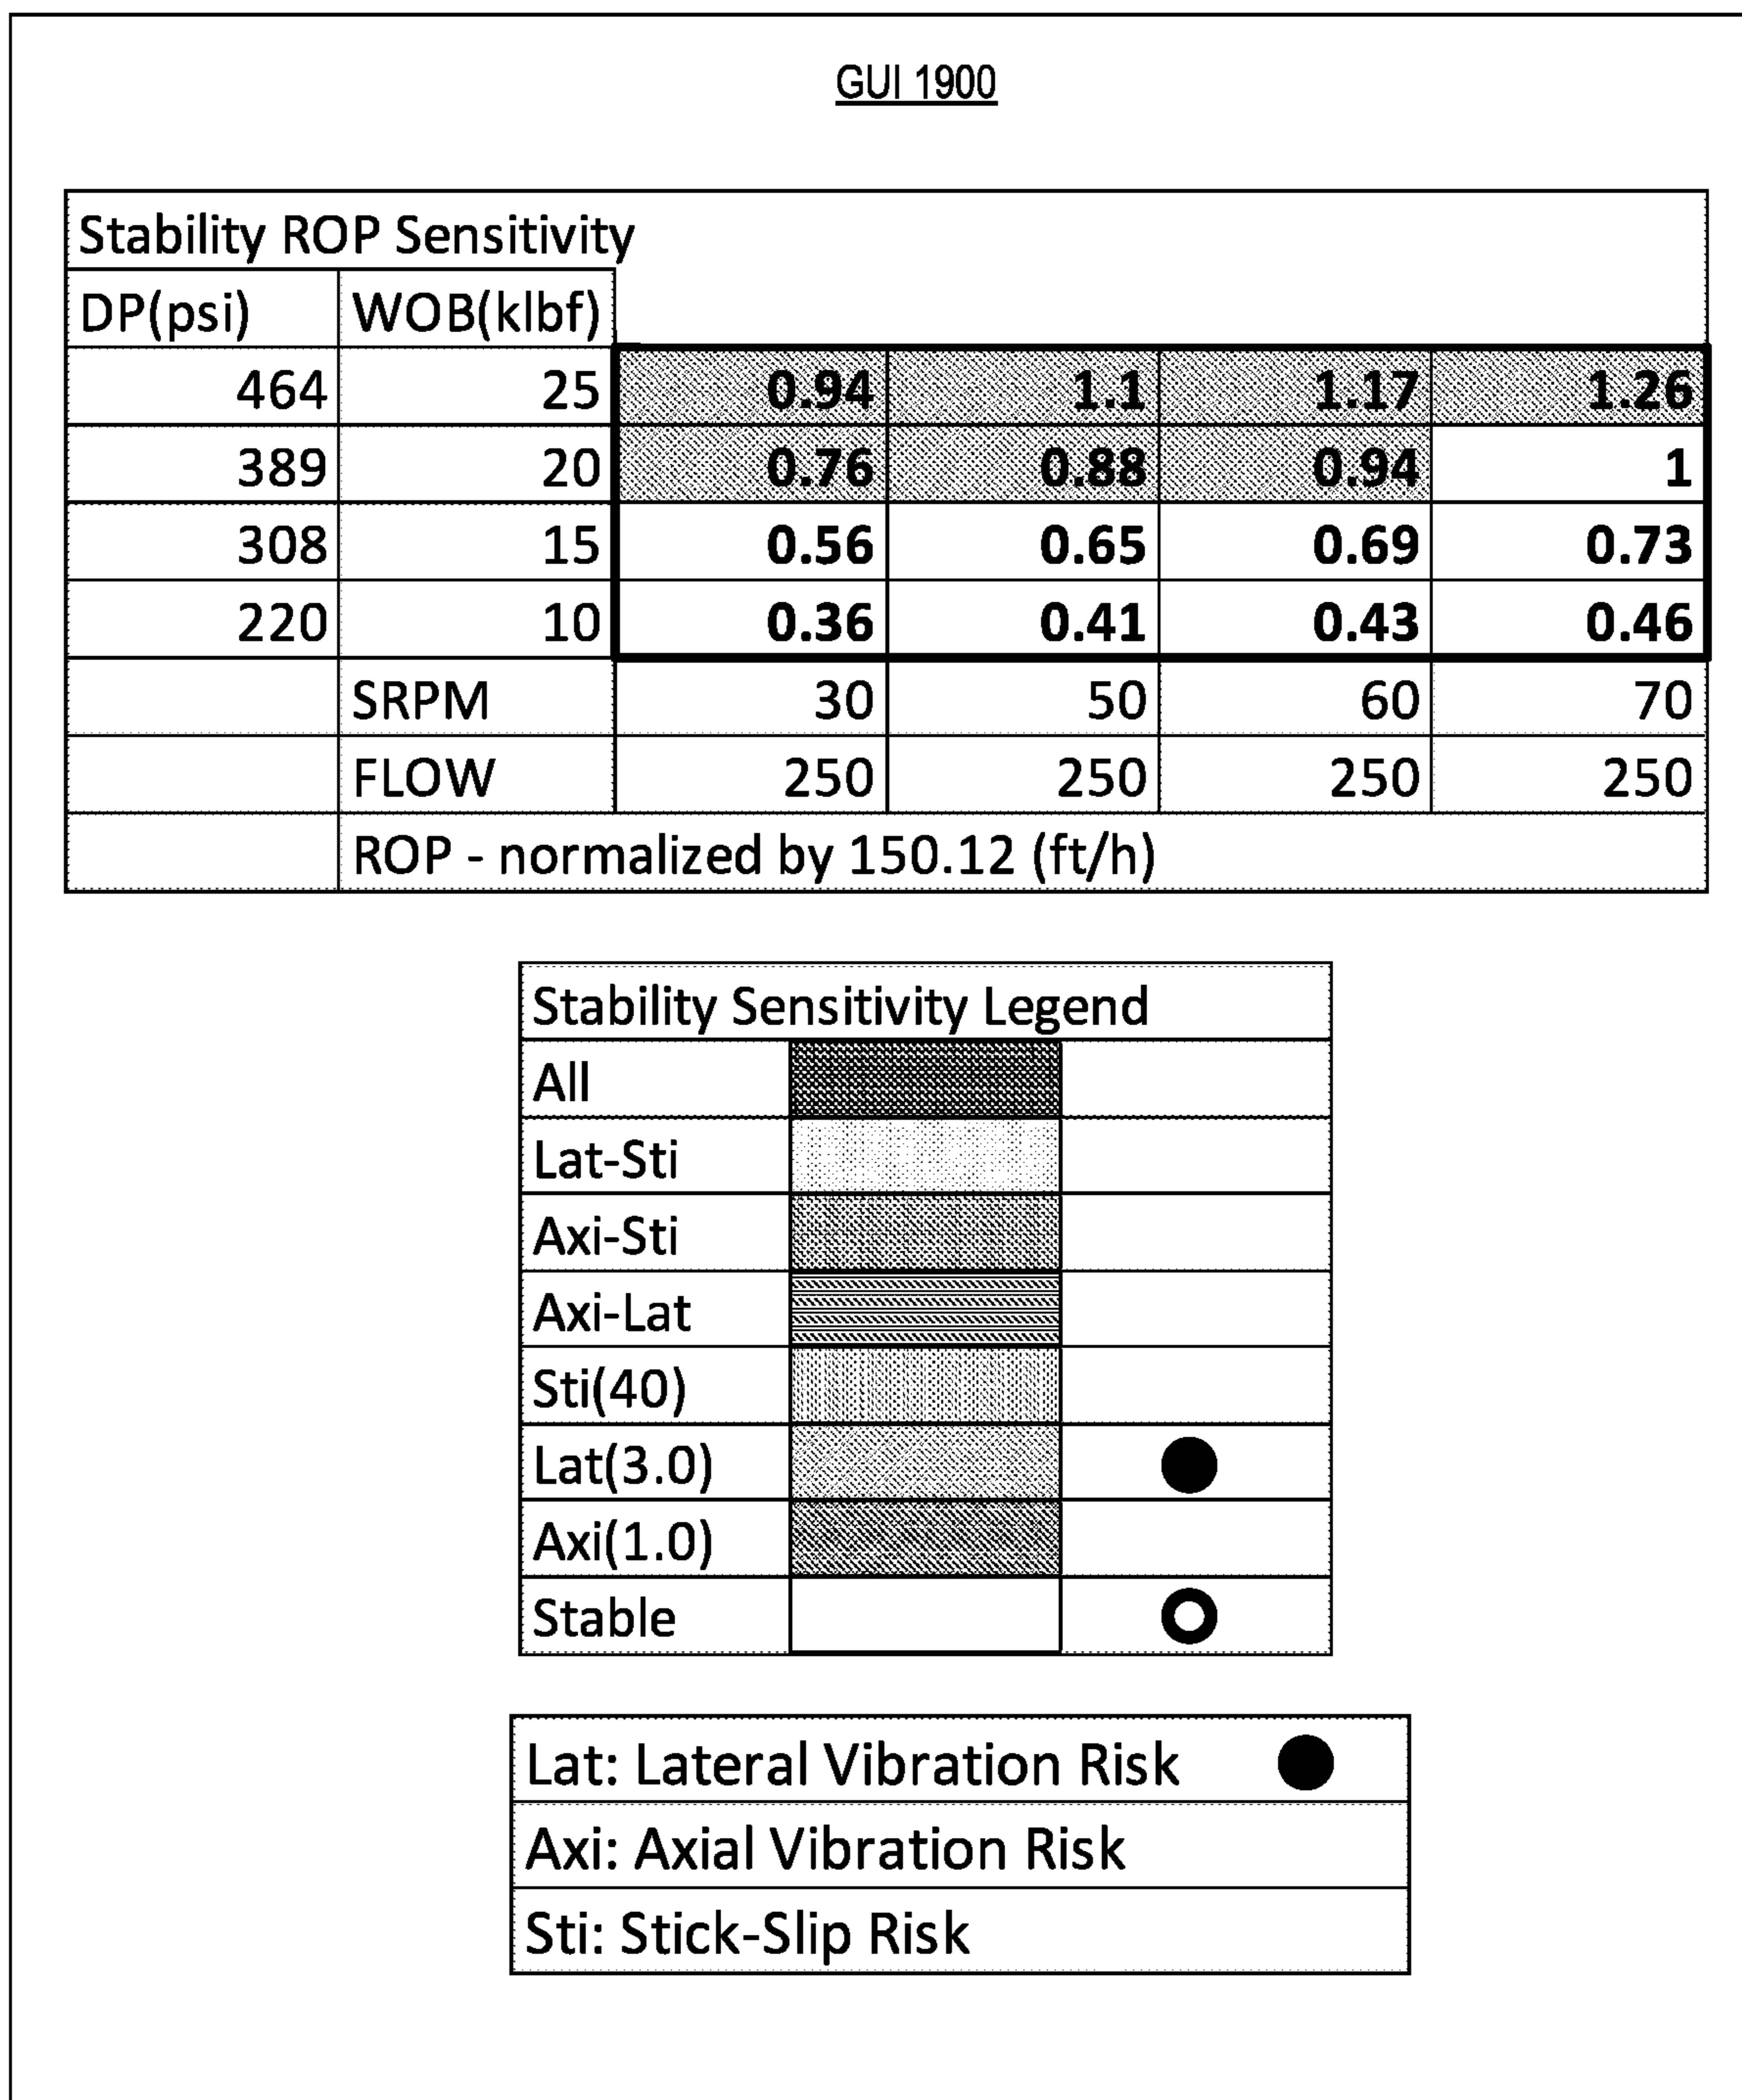 GUI 1900
Stability ROP Sensitivity
DP(psi) WOB(klbf)
464 25 0.94 1.1 1.17 1.26
389 20 0.76 0.88 0.94 1
308 15 0.56 0.65 0.69 0.73
220 10 0.36 0.41 0.43 0.46
SRPM 30 50 60 70
FLOW 250 250 250 250
ROP - normalized by 150.12 (ft/h)
Stability Sensitivity Legend
All
Lat-Sti
Axi-Sti
Axi-Lat
Sti(40)
Lat(3.0)
Axi(1.0)
Stable
Lat: Lateral Vibration Risk
Axi: Axial Vibration Risk
Sti: Stick-Slip Risk